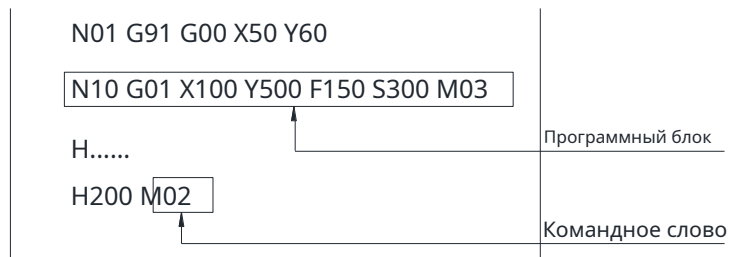 N01 G91 G00 X50 Y60
N10 G01 X100 Y500 F150 S300 M03
Программный блок
Н......
Н200 M02
Командное слово